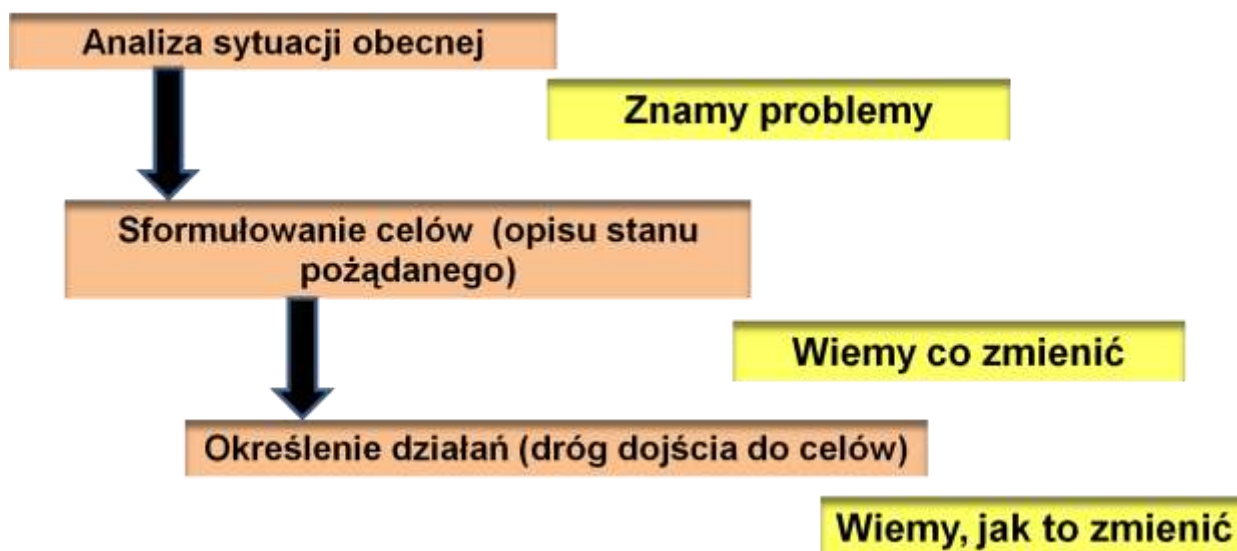 Analiza sytuacji obecnej
Znamy problemy
Sformułowanie celów (opisu stanu
pożądanego)
Wiemy co zmienić
Określenie działań (dróg dojścia do celów)
Wiemy, jak to zmienić